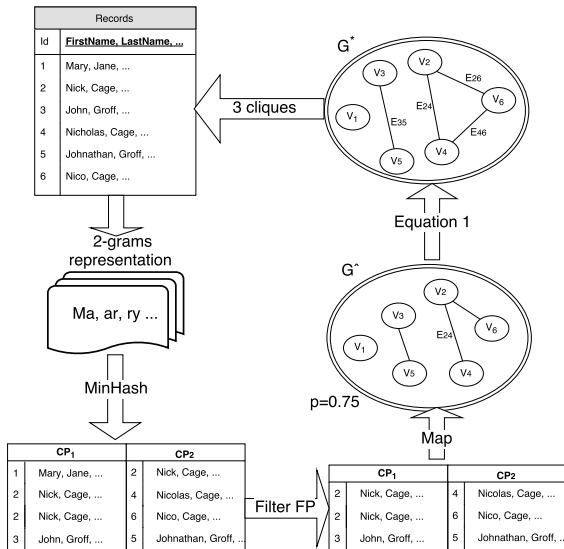 Records
Id FirstName, LastName, ...
1 Mary, Jane, ...
2 Nick, Cage, ...
3 John, Groff, ...
4 Nicholas, Cage, ...
5 Johnathan, Groff, ...
6 Nico, Cage, ...
3 cliques
G*
V1
V3
E35
V5
V2
E26
E24
V6
E46
V4
2-grams
representation
Ma, ar, ry ...
MinHash
Equation 1
G^
V1
V3
V5
V2
E24
V6
V4
p=0.75
Map
CP1 CP2
1 Mary, Jane, ... 2 Nick, Cage, ...
2 Nick, Cage, ... 4 Nicolas, Cage, ...
2 Nick, Cage, ... 6 Nico, Cage, ...
3 John, Groff, ... 5 Johnathan, Groff, ...
Filter FP
CP1 CP2
2 Nick, Cage, ... 4 Nicolas, Cage, ...
2 Nick, Cage, ... 6 Nico, Cage, ...
3 John, Groff, ... 5 Johnathan, Groff, ..